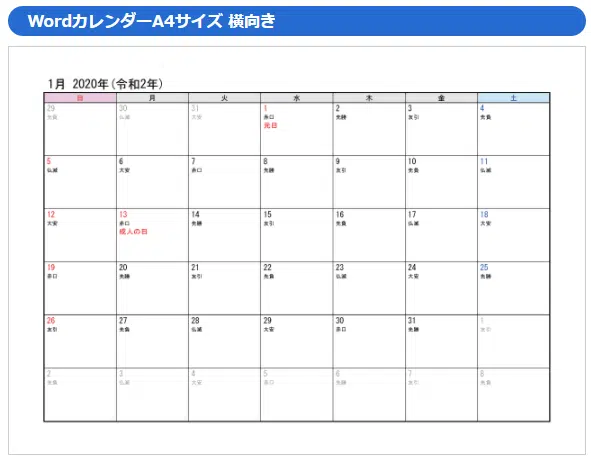 WordカレンダーA4サイズ 横向き
1月 2020年(令和2年)
日 月 火 水 木 金 土
29 30 31 1 2 3 4
先負 仏滅 大安 赤口 先勝 友引 先負
元日
5 6 7 8 9 10 11
仏滅 大安 赤口 先勝 友引 先負 仏滅
12 13 14 15 16 17 18
大安 赤口 先勝 友引 先負 仏滅 大安
成人の日
19 20 21 22 23 24 25
赤口 先勝 友引 先負 仏滅 大安 先勝
26 27 28 29 30 31 1
友引 先負 仏滅 大安 赤口 先勝 友引
2 3 4 5 6 7 8
先負 仏滅 大安 赤口 先勝 友引 先負